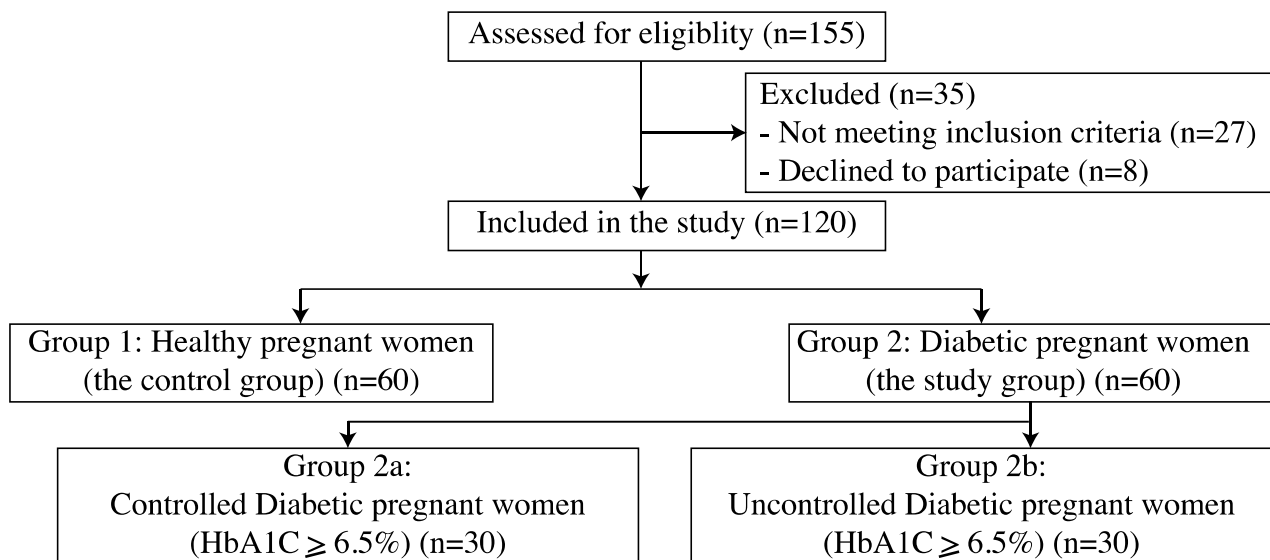 Assessed for eligiblity (n=155)
Excluded (n=35)
- Not meeting inclusion criteria (n=27)
- Declined to participate (n=8)
Included in the study (n=120)
Group 1: Healthy pregnant women
(the control group) (n=60)
Group 2: Diabetic pregnant women
(the study group) (n=60)
Group 2a:
Controlled Diabetic pregnant women
(HbA1C ⩾ 6.5%) (n=30)
Group 2b:
Uncontrolled Diabetic pregnant women
(HbA1C ⩾ 6.5%) (n=30)